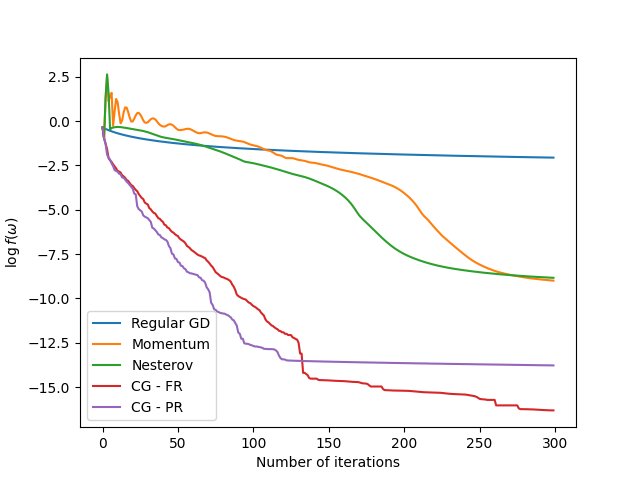 2.5
0.0
−2.5
−5.0
−7.5
−10.0
−12.5
−15.0
log f(ω)
Regular GD
Momentum
Nesterov
CG - FR
CG - PR
0 50 100 150 200 250 300
Number of iterations